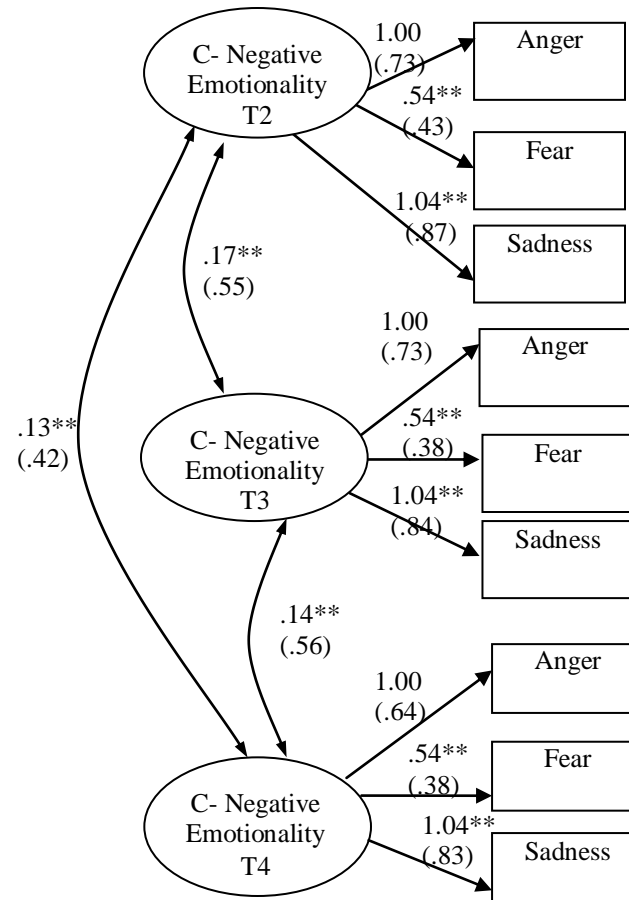 C- Negative
Emotionality
T2
1.00
(.73)
Anger
.54**
(.43)
Fear
1.04**
(.87)
Sadness
.17**
(.55)
.13**
(.42)
C- Negative
Emotionality
T3
1.00
(.73)
Anger
.54**
(.38)
Fear
1.04**
(.84)
Sadness
.14**
(.56)
C- Negative
Emotionality
T4
1.00
(.64)
Anger
.54**
(.38)
Fear
1.04**
(.83)
Sadness